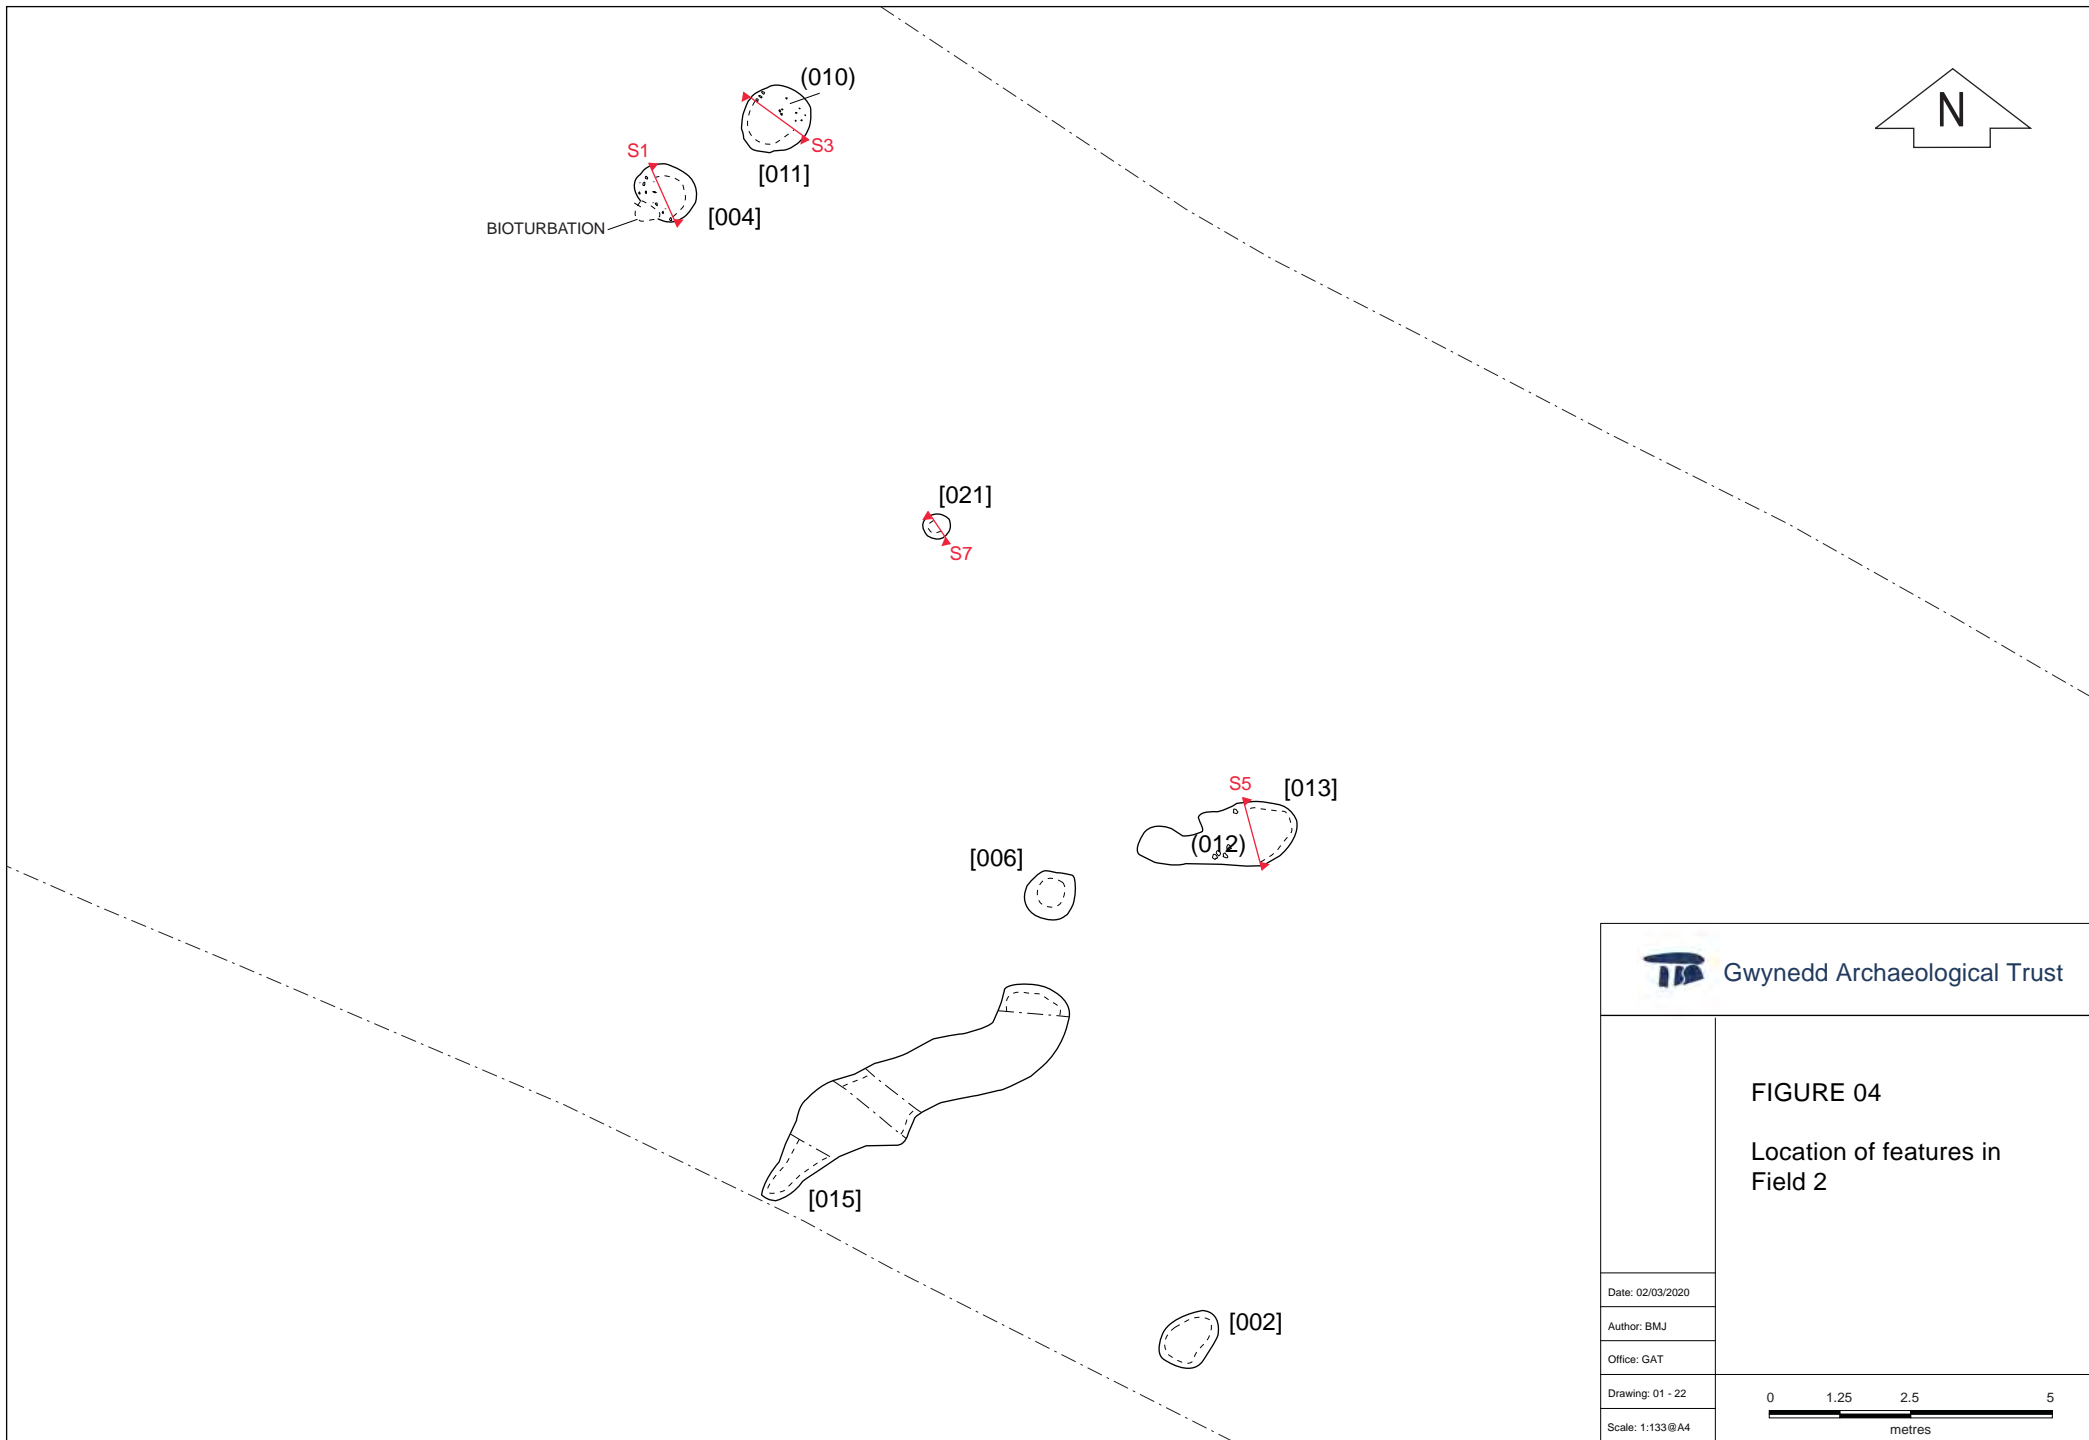 (010)
N
S1
S3
[011]
[004]
BIOTURBATION
[021]
S7
S5
[013]
(012)
[006]
Gwynedd Archaeological Trust
FIGURE 04
Location of features in
Field 2
[015]
[002]
Date: 02/03/2020
Author: BMJ
Office: GAT
Drawing: 01 - 22
Scale: 1:133@A4
0 1.25 2.5 5
metres